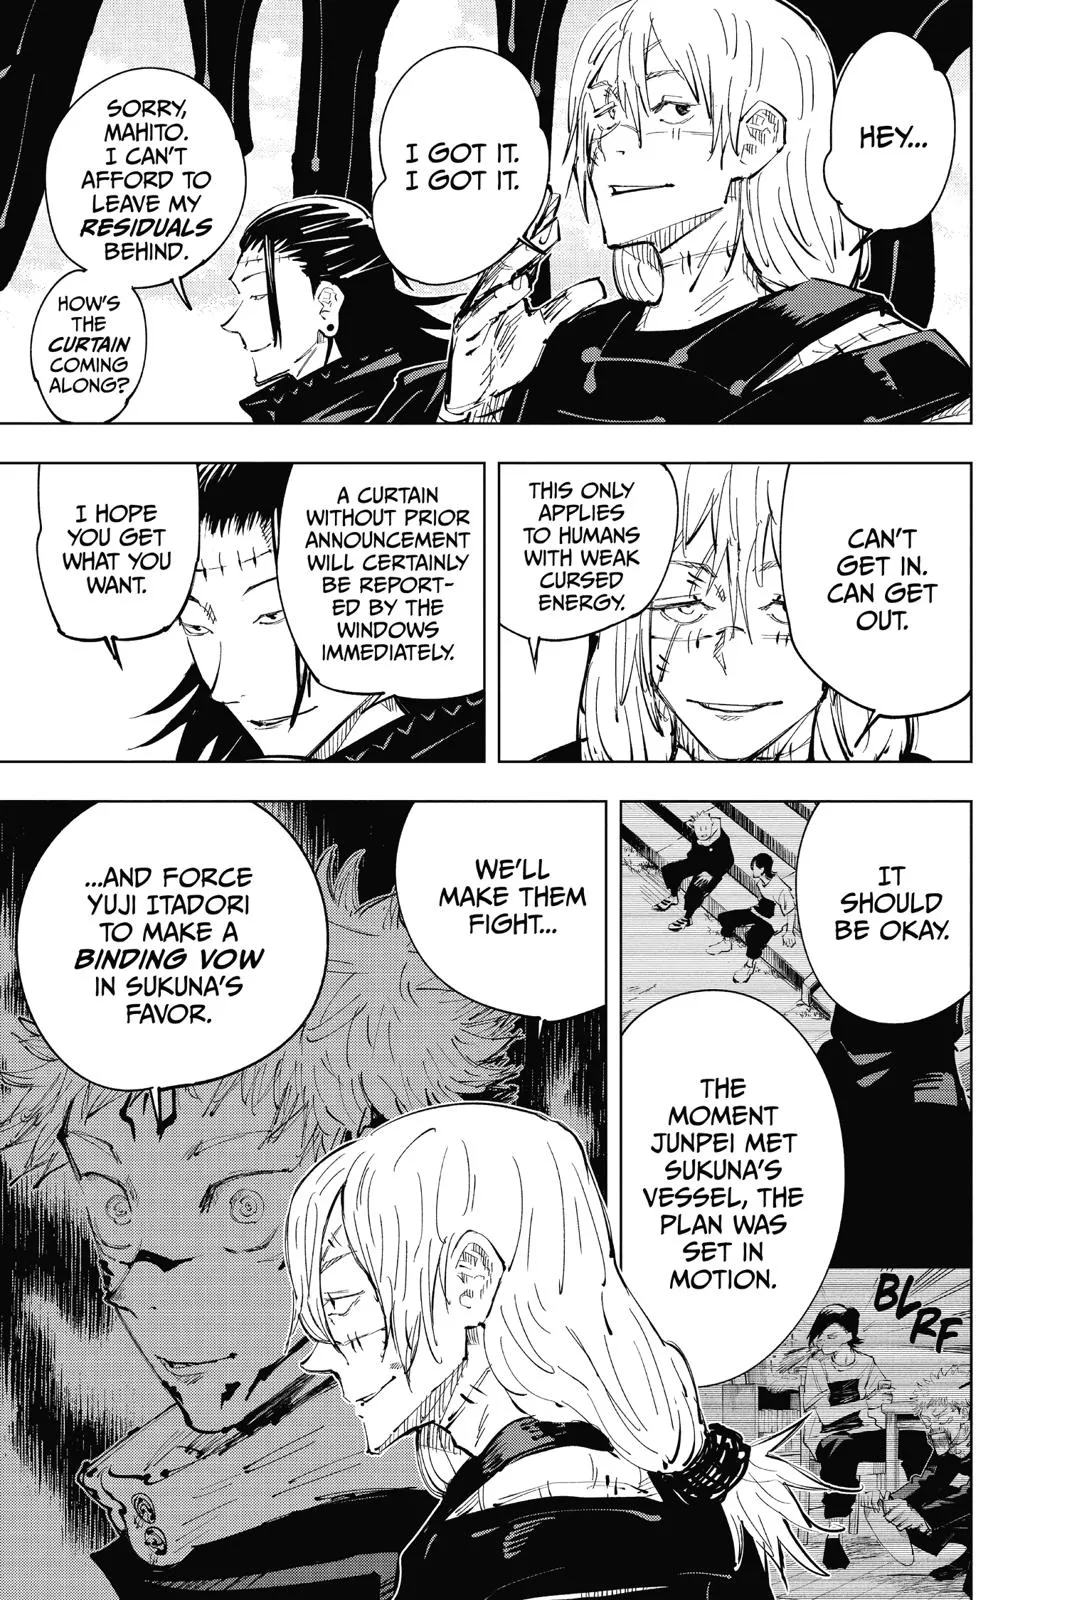 HEY...
I GOT IT.
I GOT IT.
SORRY,
MAHITO.
I CAN'T
AFFORD TO
LEAVE MY
RESIDUALS
BEHIND.
HOW'S
THE
CURTAIN
COMING
ALONG?
CAN'T
GET IN.
CAN GET
OUT.
THIS ONLY
APPLIES
TO HUMANS
WITH WEAK
CURSED
ENERGY.
A CURTAIN
WITHOUT PRIOR
ANNOUNCEMENT
WILL CERTAINLY
BE REPORT-
ED BY THE
WINDOWS
IMMEDIATELY.
I HOPE
YOU GET
WHAT YOU
WANT.
IT
SHOULD
BE OKAY.
THE
MOMENT
JUNPEI MET
SUKUNA'S
VESSEL, THE
PLAN WAS
SET IN
MOTION.
BLRF
WE'LL
MAKE THEM
FIGHT...
...AND FORCE
YUJI ITADORI
TO MAKE A
BINDING VOW
IN SUKUNA'S
FAVOR.